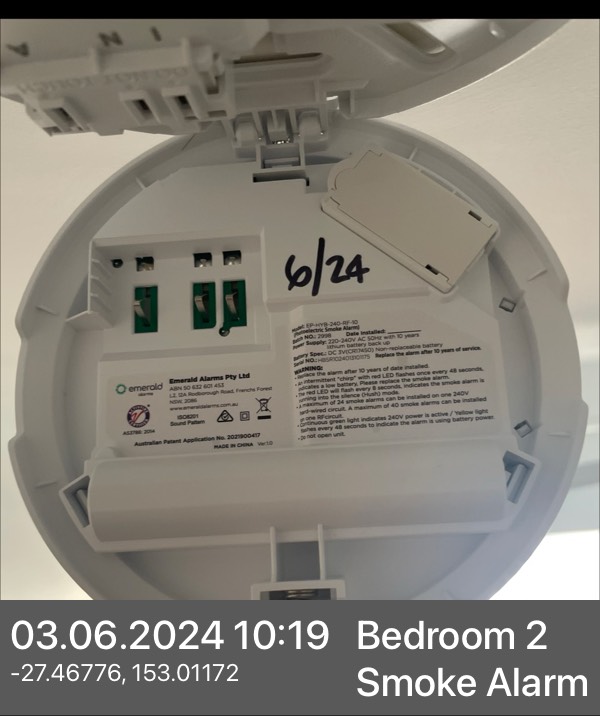 A N L
6/24
Model: EP-HYB-240-RF-10
(Photoelectric Smoke Alarm)
Batch NO.: 2998 Date Installed:
Power Supply: 220-240V AC 50Hz with 10 years
lithium battery back up
Battery Spec.: DC 3V(CR17450) Non-replaceable battery
Serial NO.: Replace the alarm after 10 years of service.
WARNING:
- Replace the alarm after 10 years of date installed.
- An intermittent "chirp" with red LED flashes once every 48 seconds,
indicates a low battery. Please replace the smoke alarm.
- The red LED will flash every 8 seconds, indicates the smoke alarm is
running into the silence (Hush) mode.
- A maximum of 24 smoke alarms can be installed on one 240V
hard-wired circuit. A maximum of 40 smoke alarms can be installed
on one RF circuit.
- Continuous green light indicates 240V power is active / Yellow light
flashes every 48 seconds to indicate the alarm is using battery power.
- Do not open unit.
emerald
alarms
Emerald Alarms Pty Ltd
ABN 50 632 601 453
L2, 12A Rodborough Rd, Frenchs Forest
NSW, 2086
www.emeraldalarms.com.au
ISO8201
Sound Pattern
AS3786: 2014
Australian Patent Application No. 2021900417
MADE IN CHINA Ver:1.0
03.06.2024 10:19
-27.46776, 153.01172
Bedroom 2
Smoke Alarm